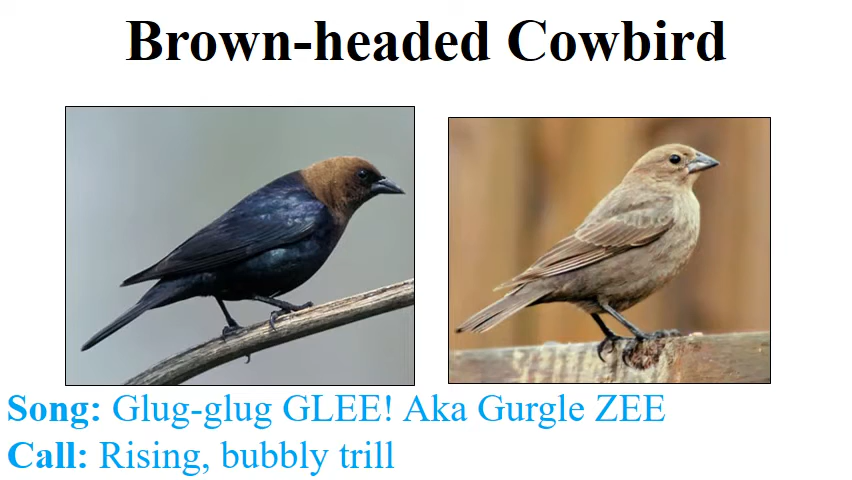 Brown-headed Cowbird
Song: Glug-glug GLEE! Aka Gurgle ZEE
Call: Rising, bubbly trill